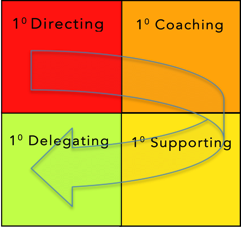 1⁰ Directing
1⁰ Coaching
1⁰ Delegating
1⁰ Supporting